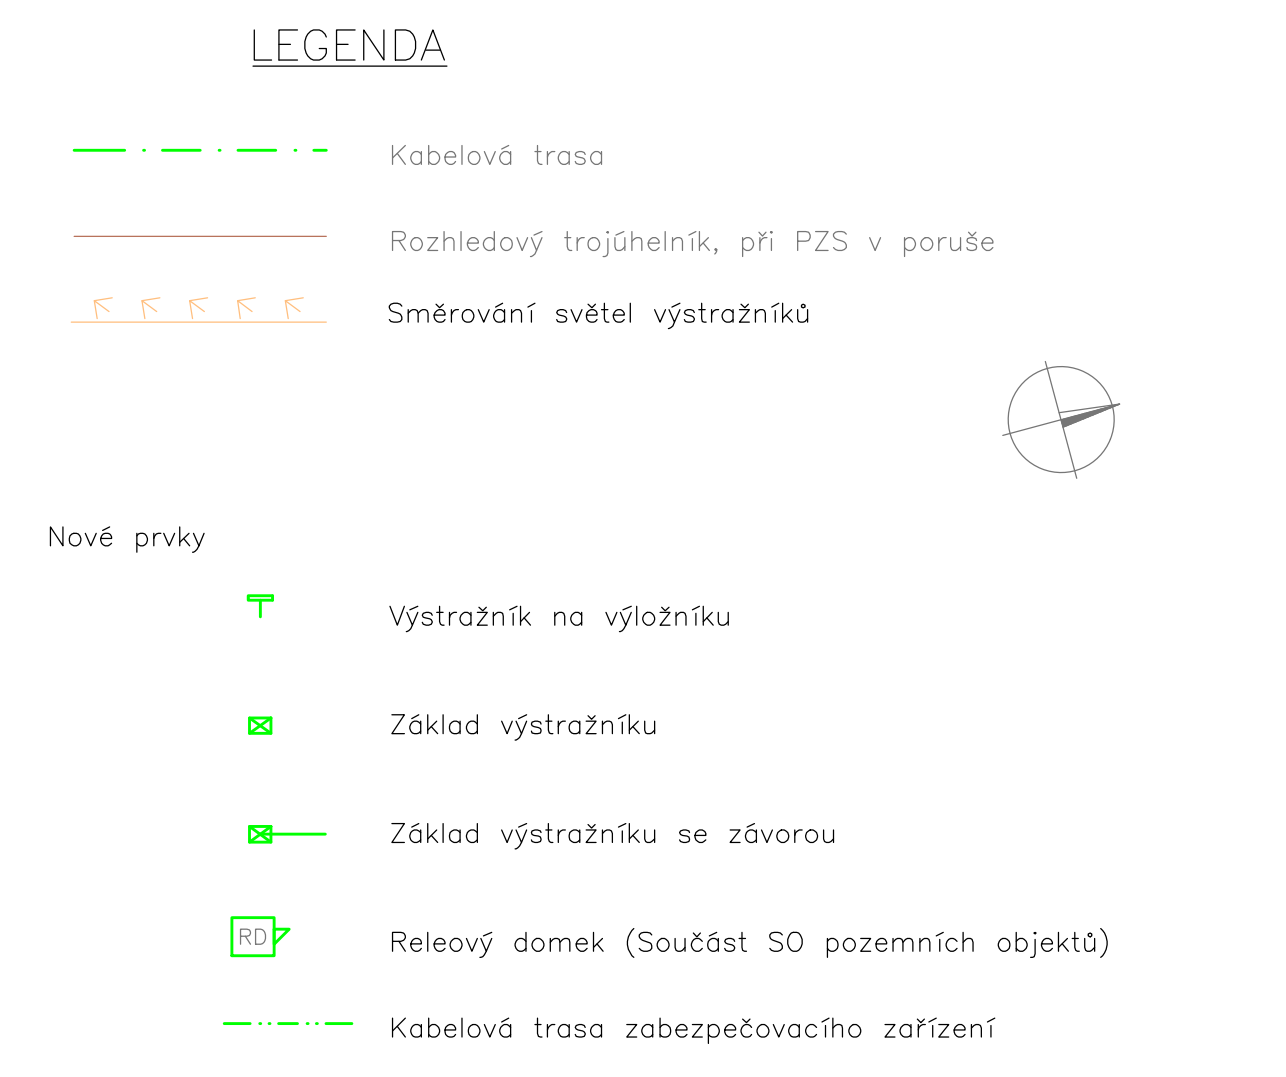 LEGENDA
Kabelová trasa
Rozhledový trojúhelník, při PZS v poruše
Směrování světel výstražníků
Nové prvky
Výstražník na výložníku
Základ výstražníku
Základ výstražníku se závorou
RD Releový domek (Součást SO pozemních objektů)
Kabelová trasa zabezpečovacího zařízení